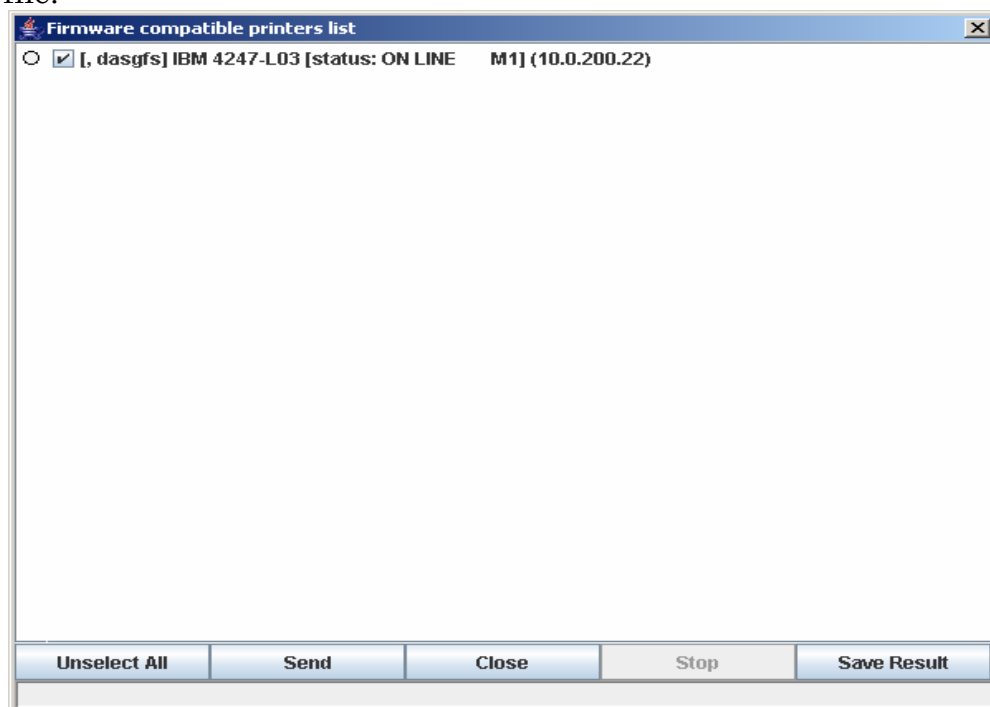 file.
Firmware compatible printers list
[, dasgfs] IBM 4247-L03 [status: ON LINE M1] (10.0.200.22)
Unselect All Send Close Stop Save Result